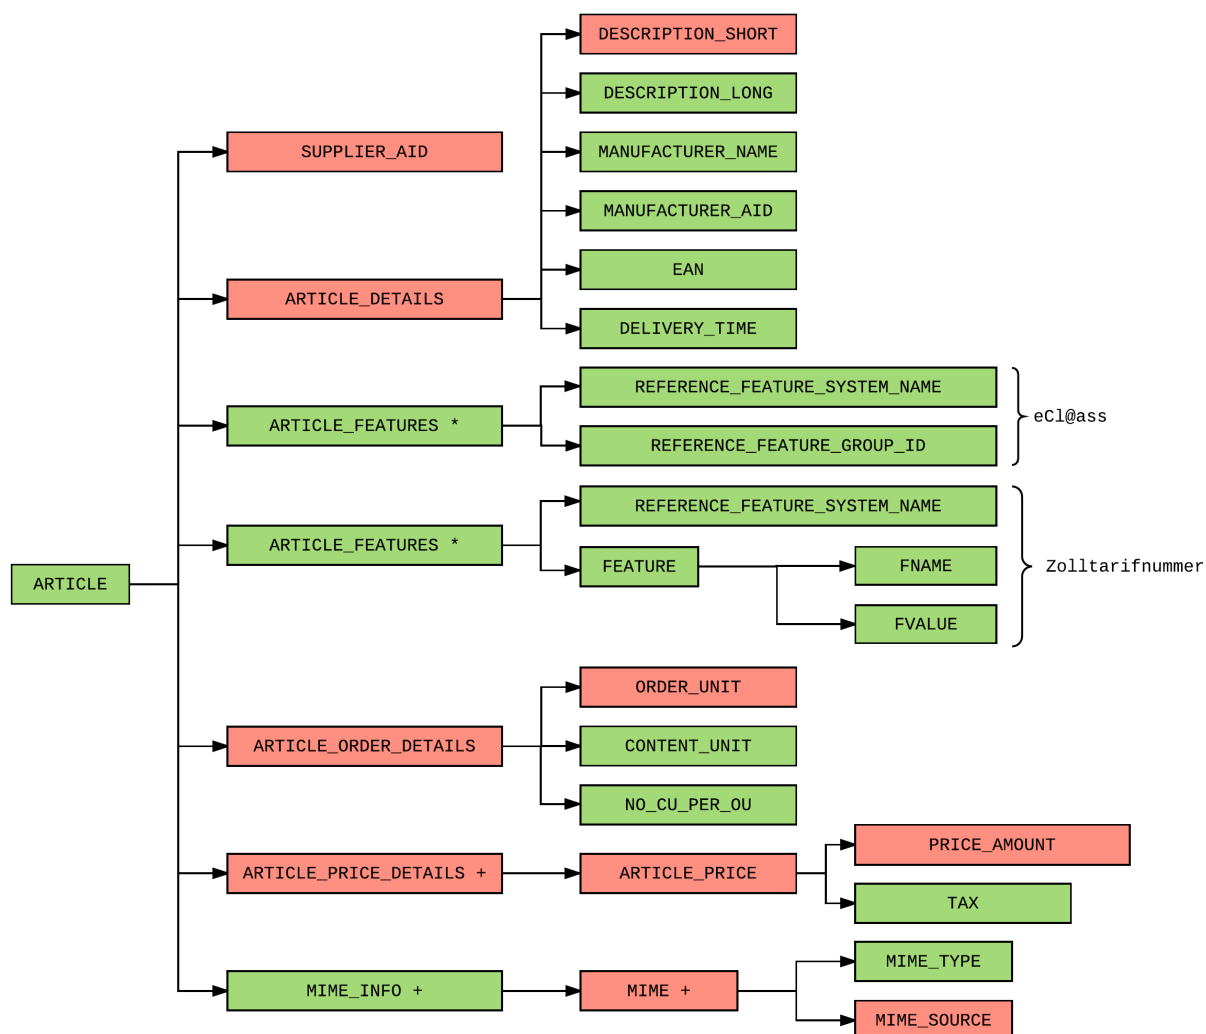 DESCRIPTION_SHORT
DESCRIPTION_LONG
SUPPLIER_AID
MANUFACTURER_NAME
MANUFACTURER_AID
EAN
ARTICLE_DETAILS
DELIVERY_TIME
REFERENCE_FEATURE_SYSTEM_NAME
eCl@ass
ARTICLE_FEATURES *
REFERENCE_FEATURE_GROUP_ID
REFERENCE_FEATURE_SYSTEM_NAME
ARTICLE_FEATURES *
FEATURE
FNAME
Zolltarifnummer
ARTICLE
FVALUE
ORDER_UNIT
ARTICLE_ORDER_DETAILS
CONTENT_UNIT
NO_CU_PER_OU
PRICE_AMOUNT
ARTICLE_PRICE_DETAILS +
ARTICLE_PRICE
TAX
MIME_TYPE
MIME_INFO +
MIME +
MIME_SOURCE